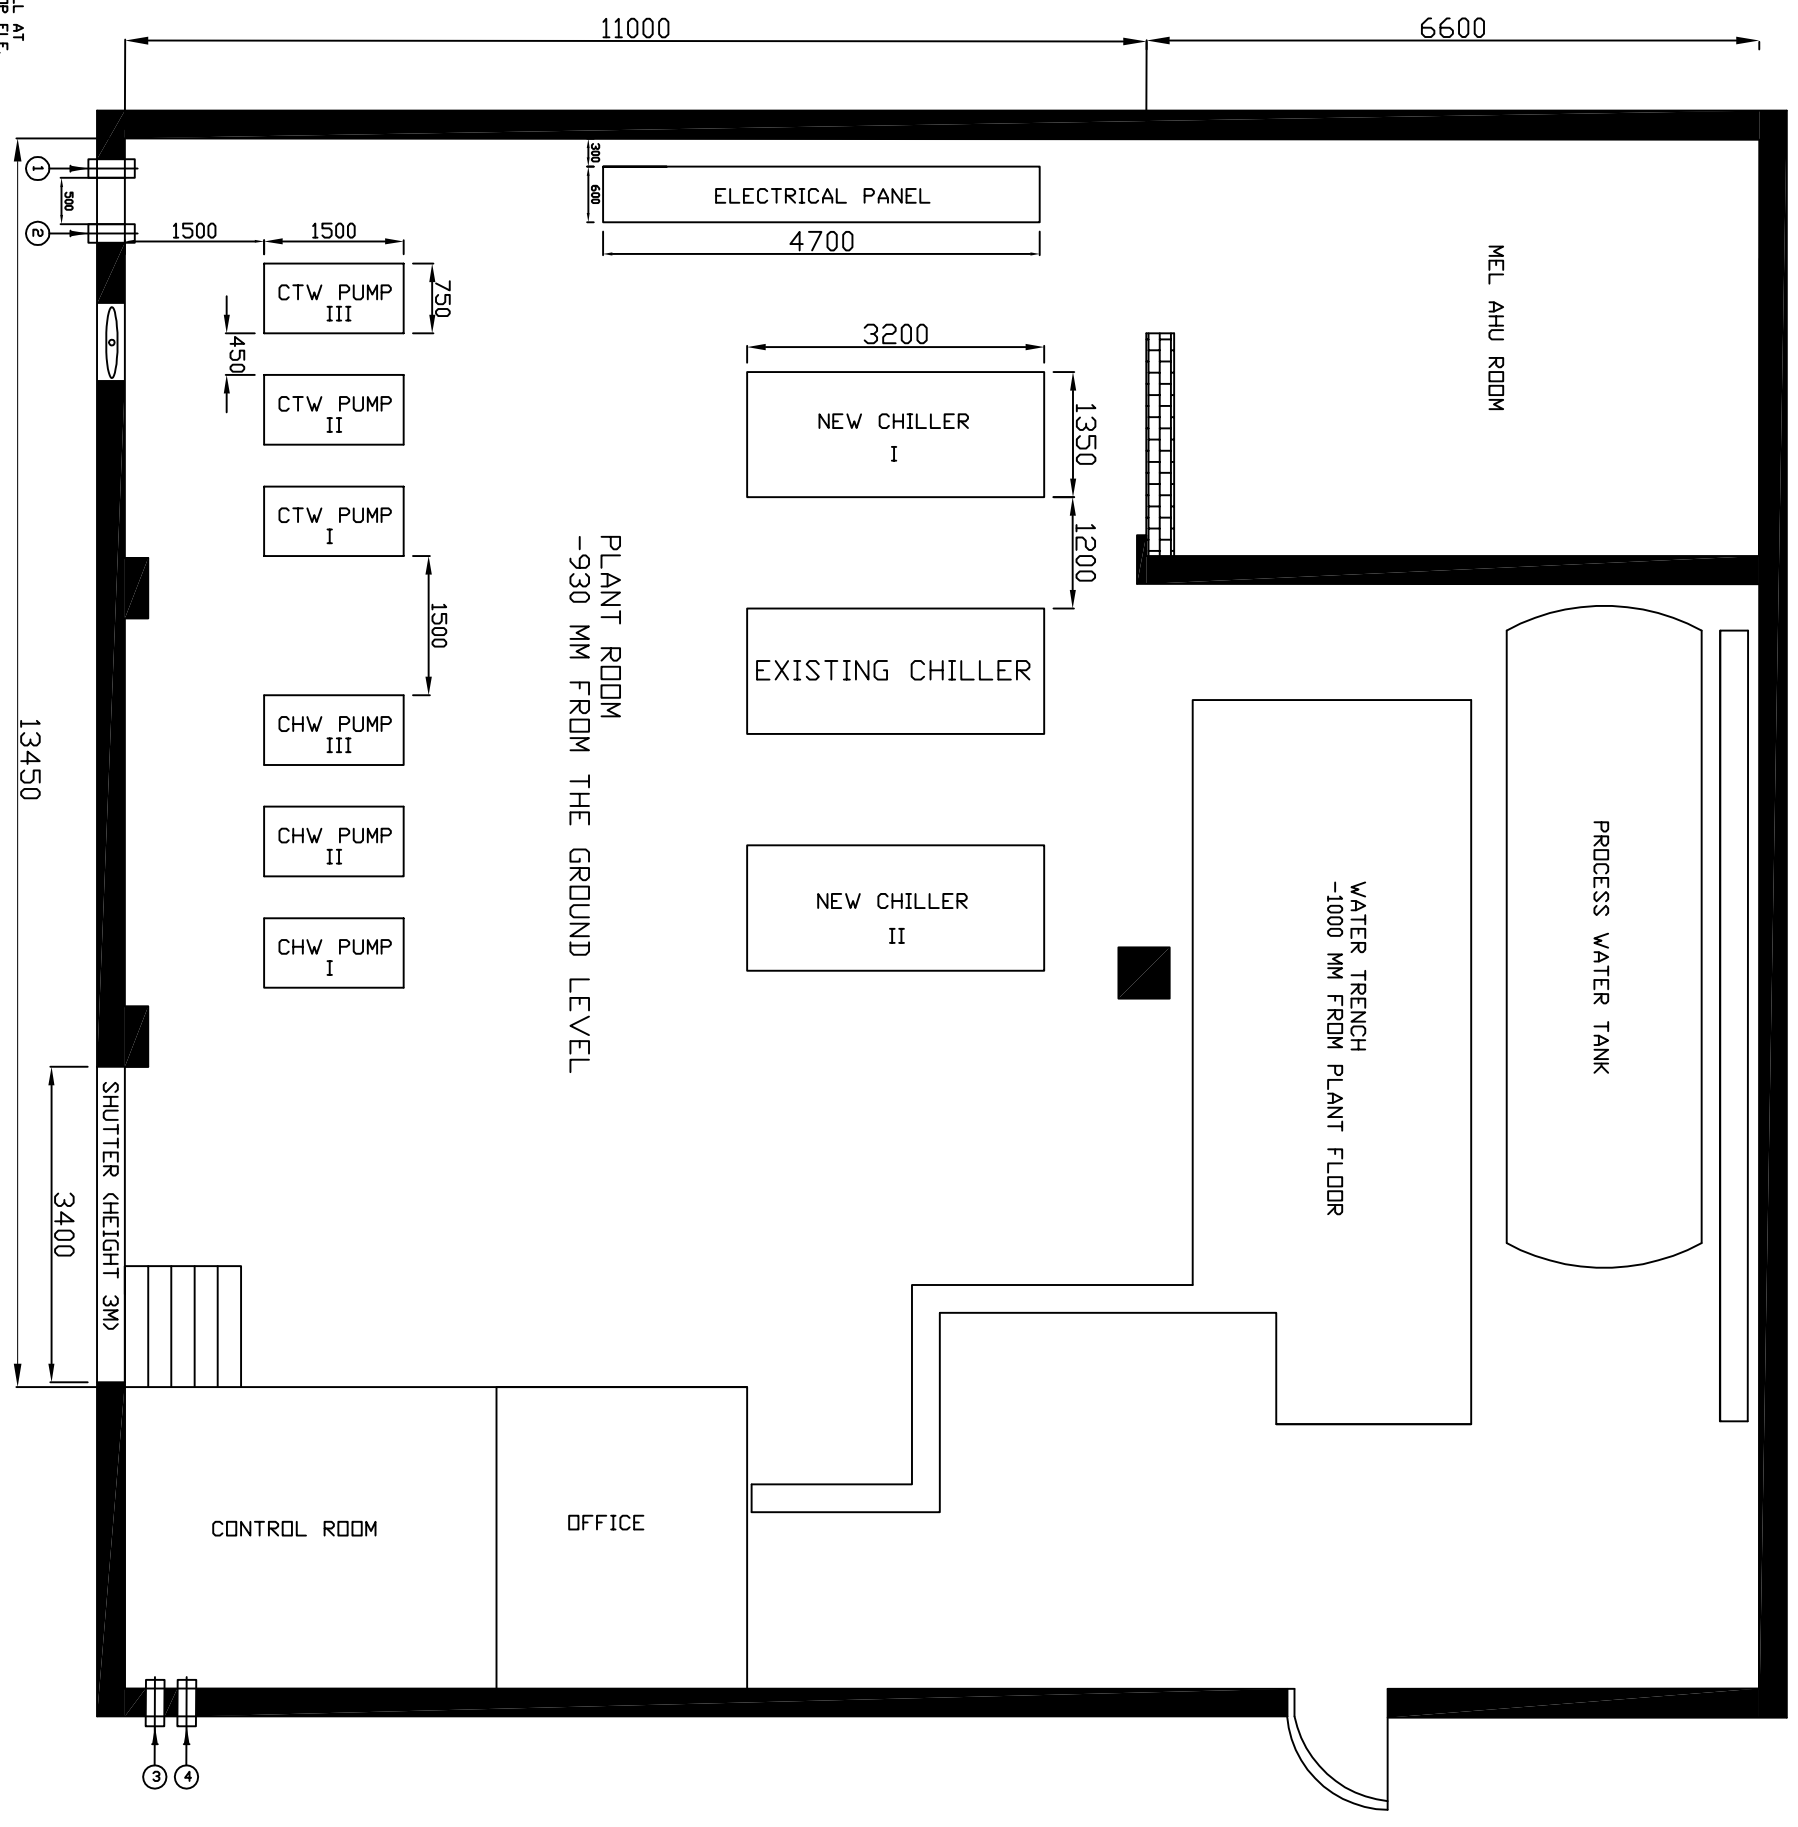 LL AT
11000
6600
300
600
ELECTRICAL PANEL
4700
1
500
2
1500
1500
CTW PUMP
III
750
450
MEL AHU ROOM
3200
CTW PUMP
II
NEW CHILLER
I
1350
CTW PUMP
I
1200
1500
PLANT ROOM
-930 MM FROM THE GROUND LEVEL
EXISTING CHILLER
CHW PUMP
III
13450
CHW PUMP
II
NEW CHILLER
II
CHW PUMP
I
WATER TRENCH
-1000 MM FROM PLANT FLOOR
PROCESS WATER TANK
SHUTTER (HEIGHT 3M)
3400
CONTROL ROOM
OFFICE
3
4